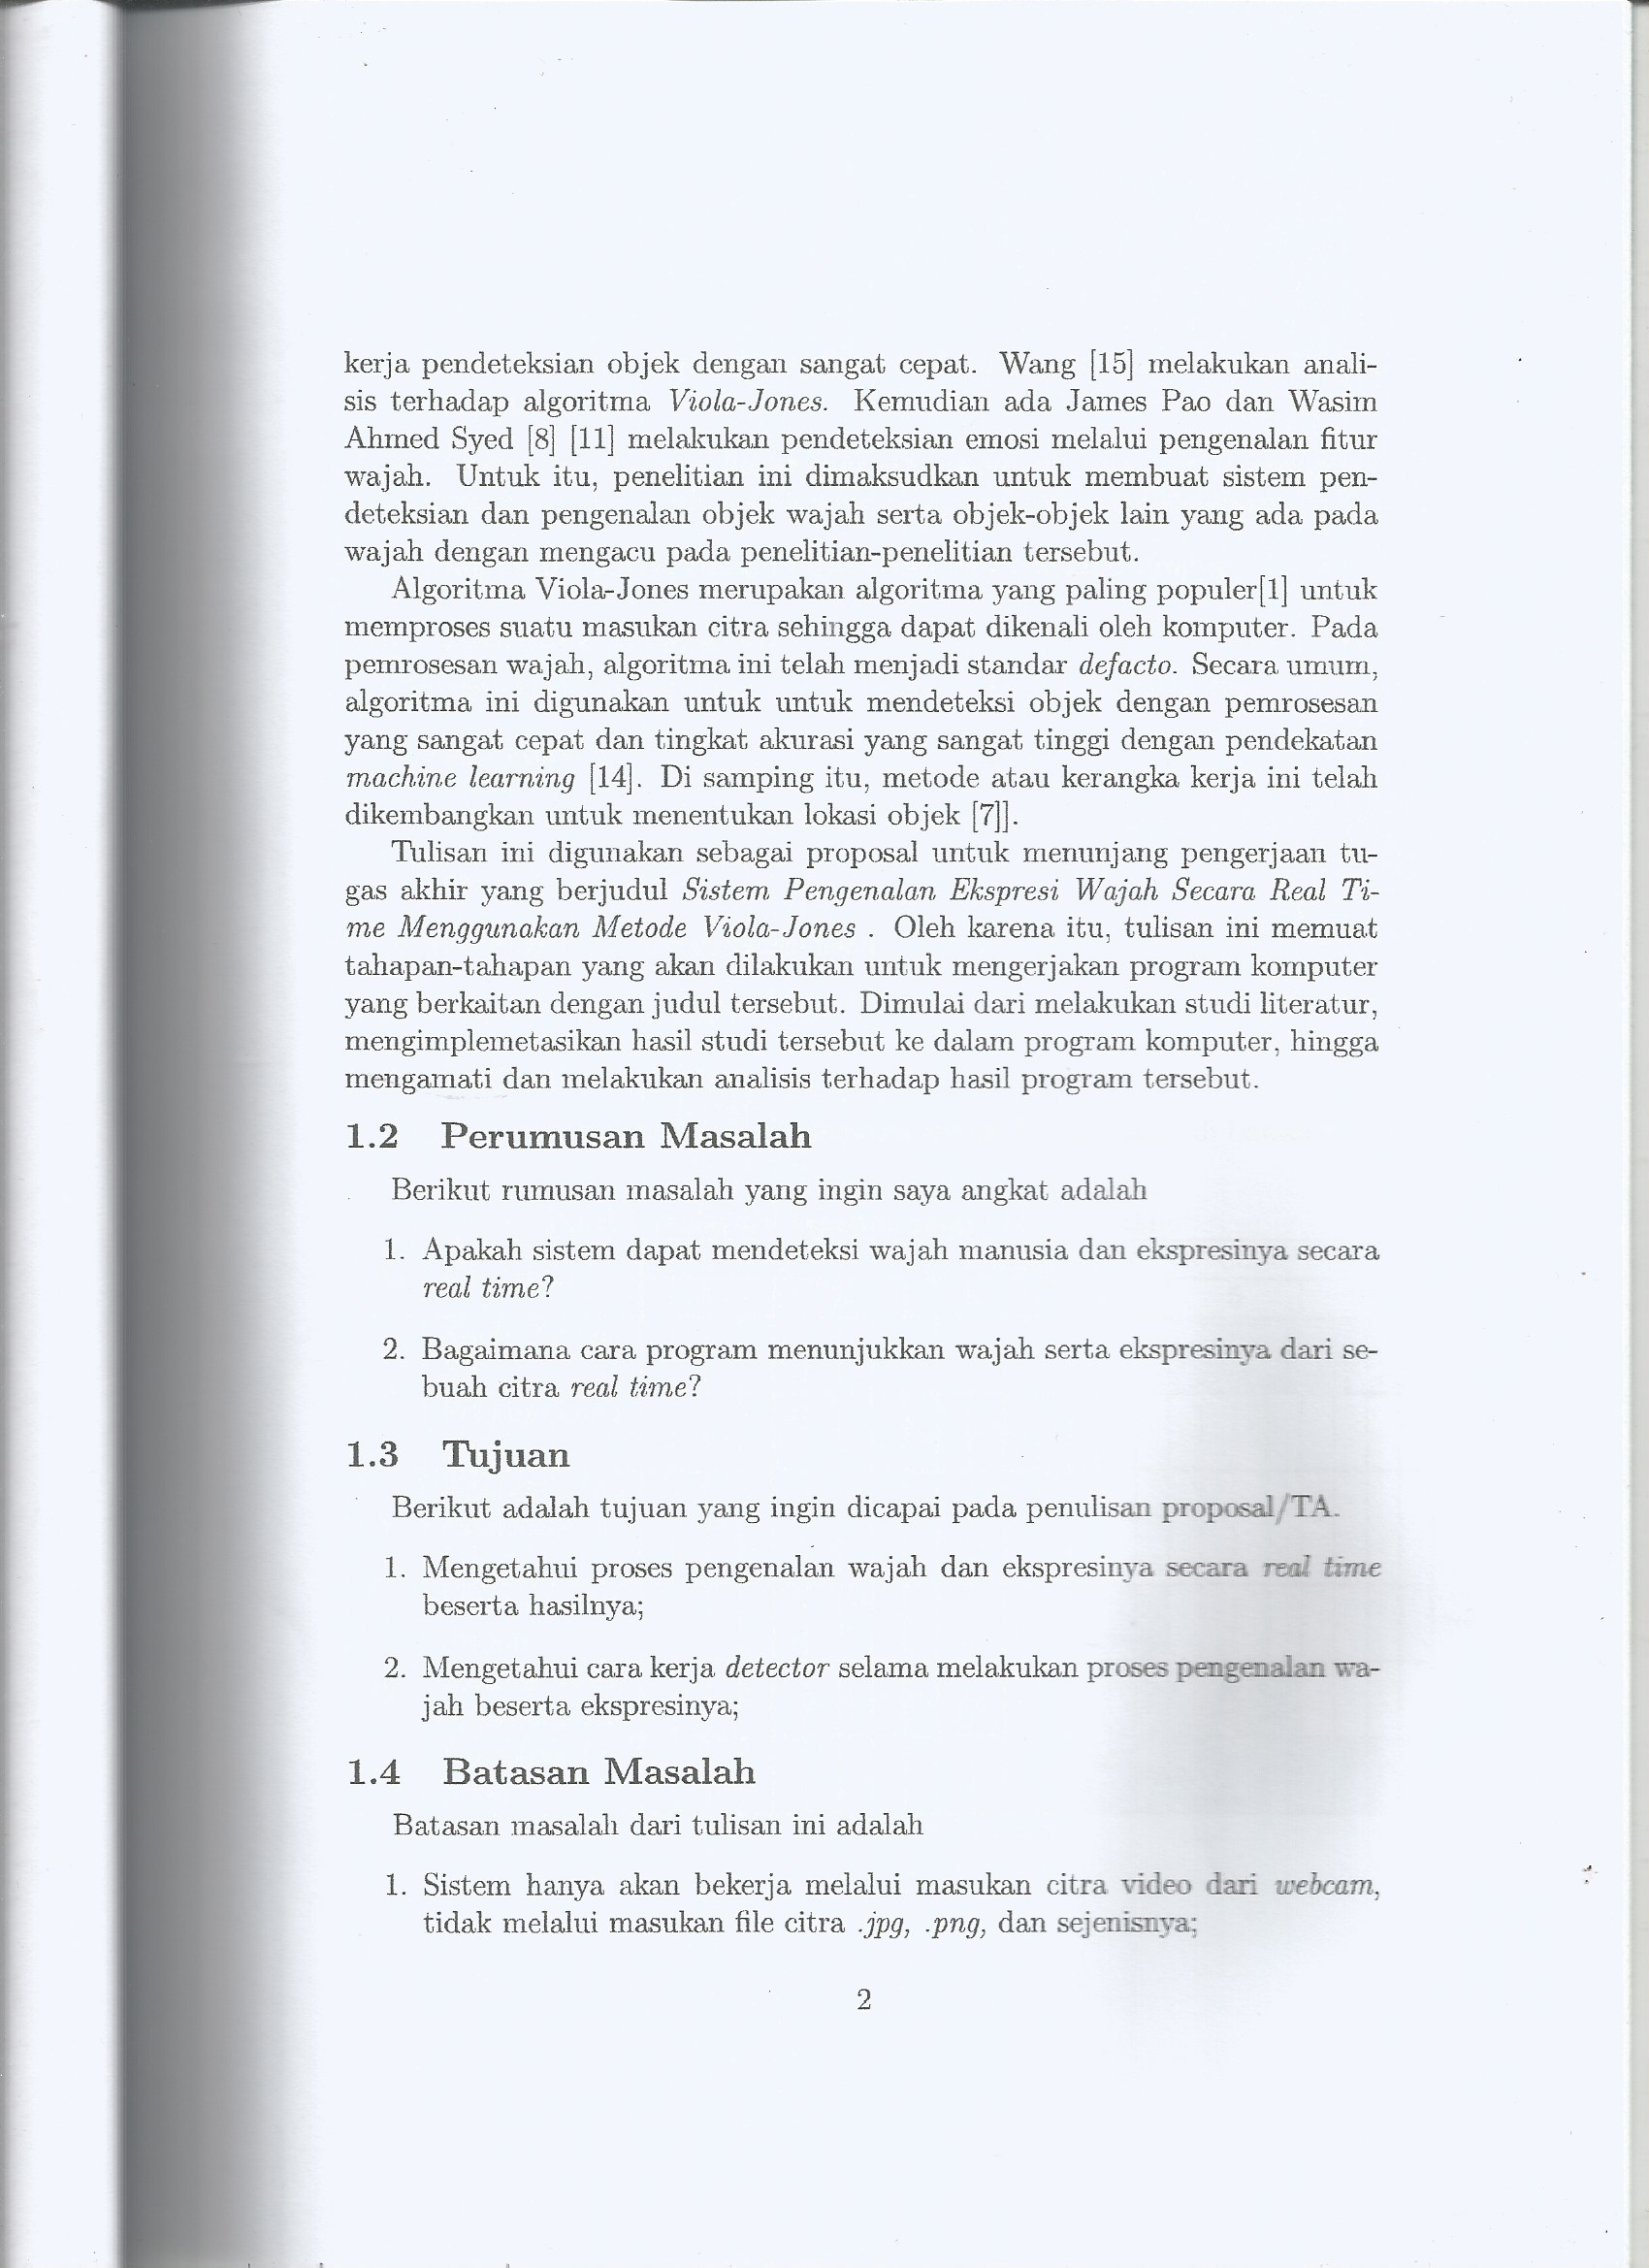 kerja pendeteksian objek dengan sangat cepat. Wang [15] melakukan anali-
sis terhadap algoritma Viola-Jones. Kemudian ada James Pao dan Wasim
Ahmed Syed [8] [11] melakukan pendeteksian emosi melalui pengenalan fitur
wajah. Untuk itu, penelitian ini dimaksudkan untuk membuat sistem pen-
deteksian dan pengenalan objek wajah serta objek-objek lain yang ada pada
wajah dengan mengacu pada penelitian-penelitian tersebut.
Algoritma Viola-Jones merupakan algoritma yang paling populer[1] untuk
memproses suatu masukan citra sehingga dapat dikenali oleh komputer. Pada
pemrosesan wajah, algoritma ini telah menjadi standar defacto. Secara umum,
algoritma ini digunakan untuk untuk mendeteksi objek dengan pemrosesan
yang sangat cepat dan tingkat akurasi yang sangat tinggi dengan pendekatan
machine learning [14]. Di samping itu, metode atau kerangka kerja ini telah
dikembangkan untuk menentukan lokasi objek [7]].
Tulisan ini digunakan sebagai proposal untuk menunjang pengerjaan tu-
gas akhir yang berjudul Sistem Pengenalan Ekspresi Wajah Secara Real Ti-
me Menggunakan Metode Viola-Jones . Oleh karena itu, tulisan ini memuat
tahapan-tahapan yang akan dilakukan untuk mengerjakan program komputer
yang berkaitan dengan judul tersebut. Dimulai dari melakukan studi literatur,
mengimplemetasikan hasil studi tersebut ke dalam program komputer, hingga
mengamati dan melakukan analisis terhadap hasil program tersebut.
1.2 Perumusan Masalah
Berikut rumusan masalah yang ingin saya angkat adalah
1. Apakah sistem dapat mendeteksi wajah manusia dan ekspresinya secara
real time?
2. Bagaimana cara program menunjukkan wajah serta ekspresinya dari se-
buah citra real time?
1.3 Tujuan
Berikut adalah tujuan yang ingin dicapai pada penulisan proposal/TA.
1. Mengetahui proses pengenalan wajah dan ekspresinya secara real time
beserta hasilnya;
2. Mengetahui cara kerja detector selama melakukan proses pengenalan wa-
jah beserta ekspresinya;
1.4 Batasan Masalah
Batasan masalah dari tulisan ini adalah
1. Sistem hanya akan bekerja melalui masukan citra video dari webcam,
tidak melalui masukan file citra .jpg, .png, dan sejenisnya;
2